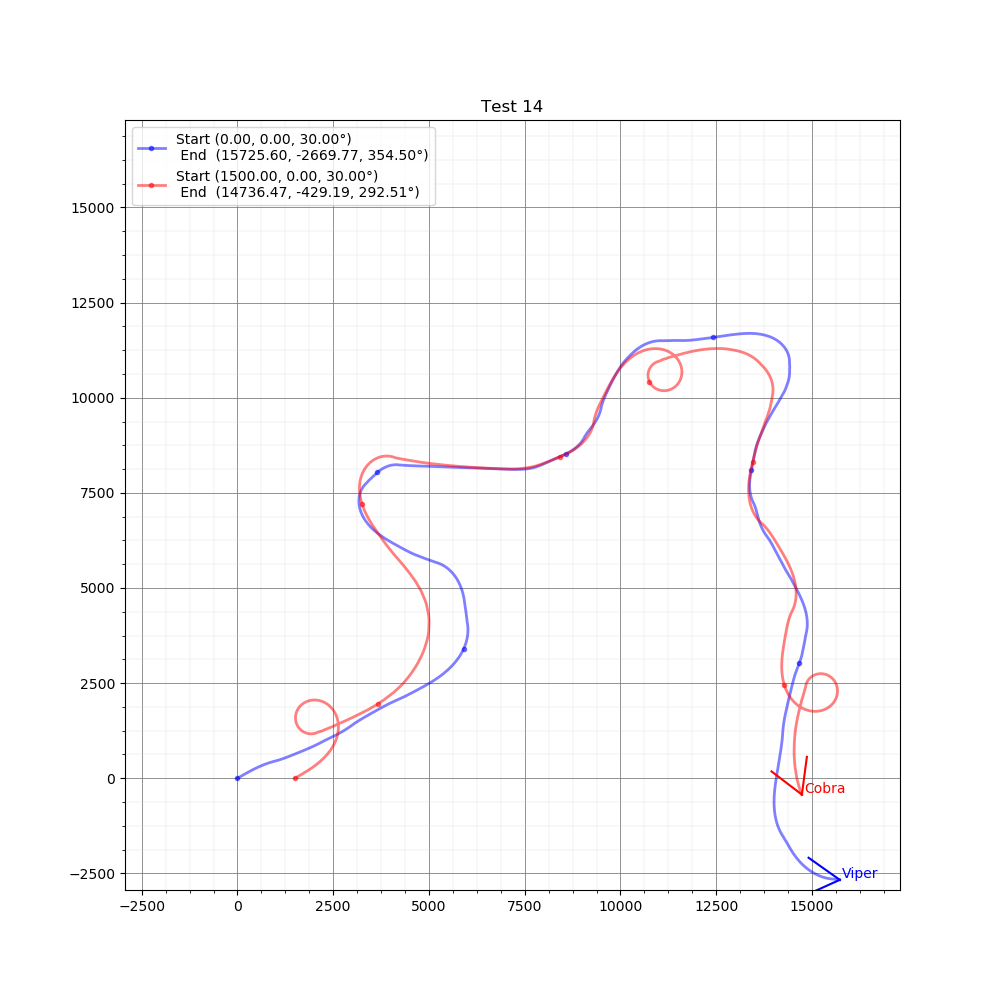 Test 14
Start (0.00, 0.00, 30.00°)
End (15725.60, -2669.77, 354.50°)
Start (1500.00, 0.00, 30.00°)
End (14736.47, -429.19, 292.51°)
15000
12500
10000
7500
5000
2500
0
−2500
Cobra
Viper
−2500 0 2500 5000 7500 10000 12500 15000